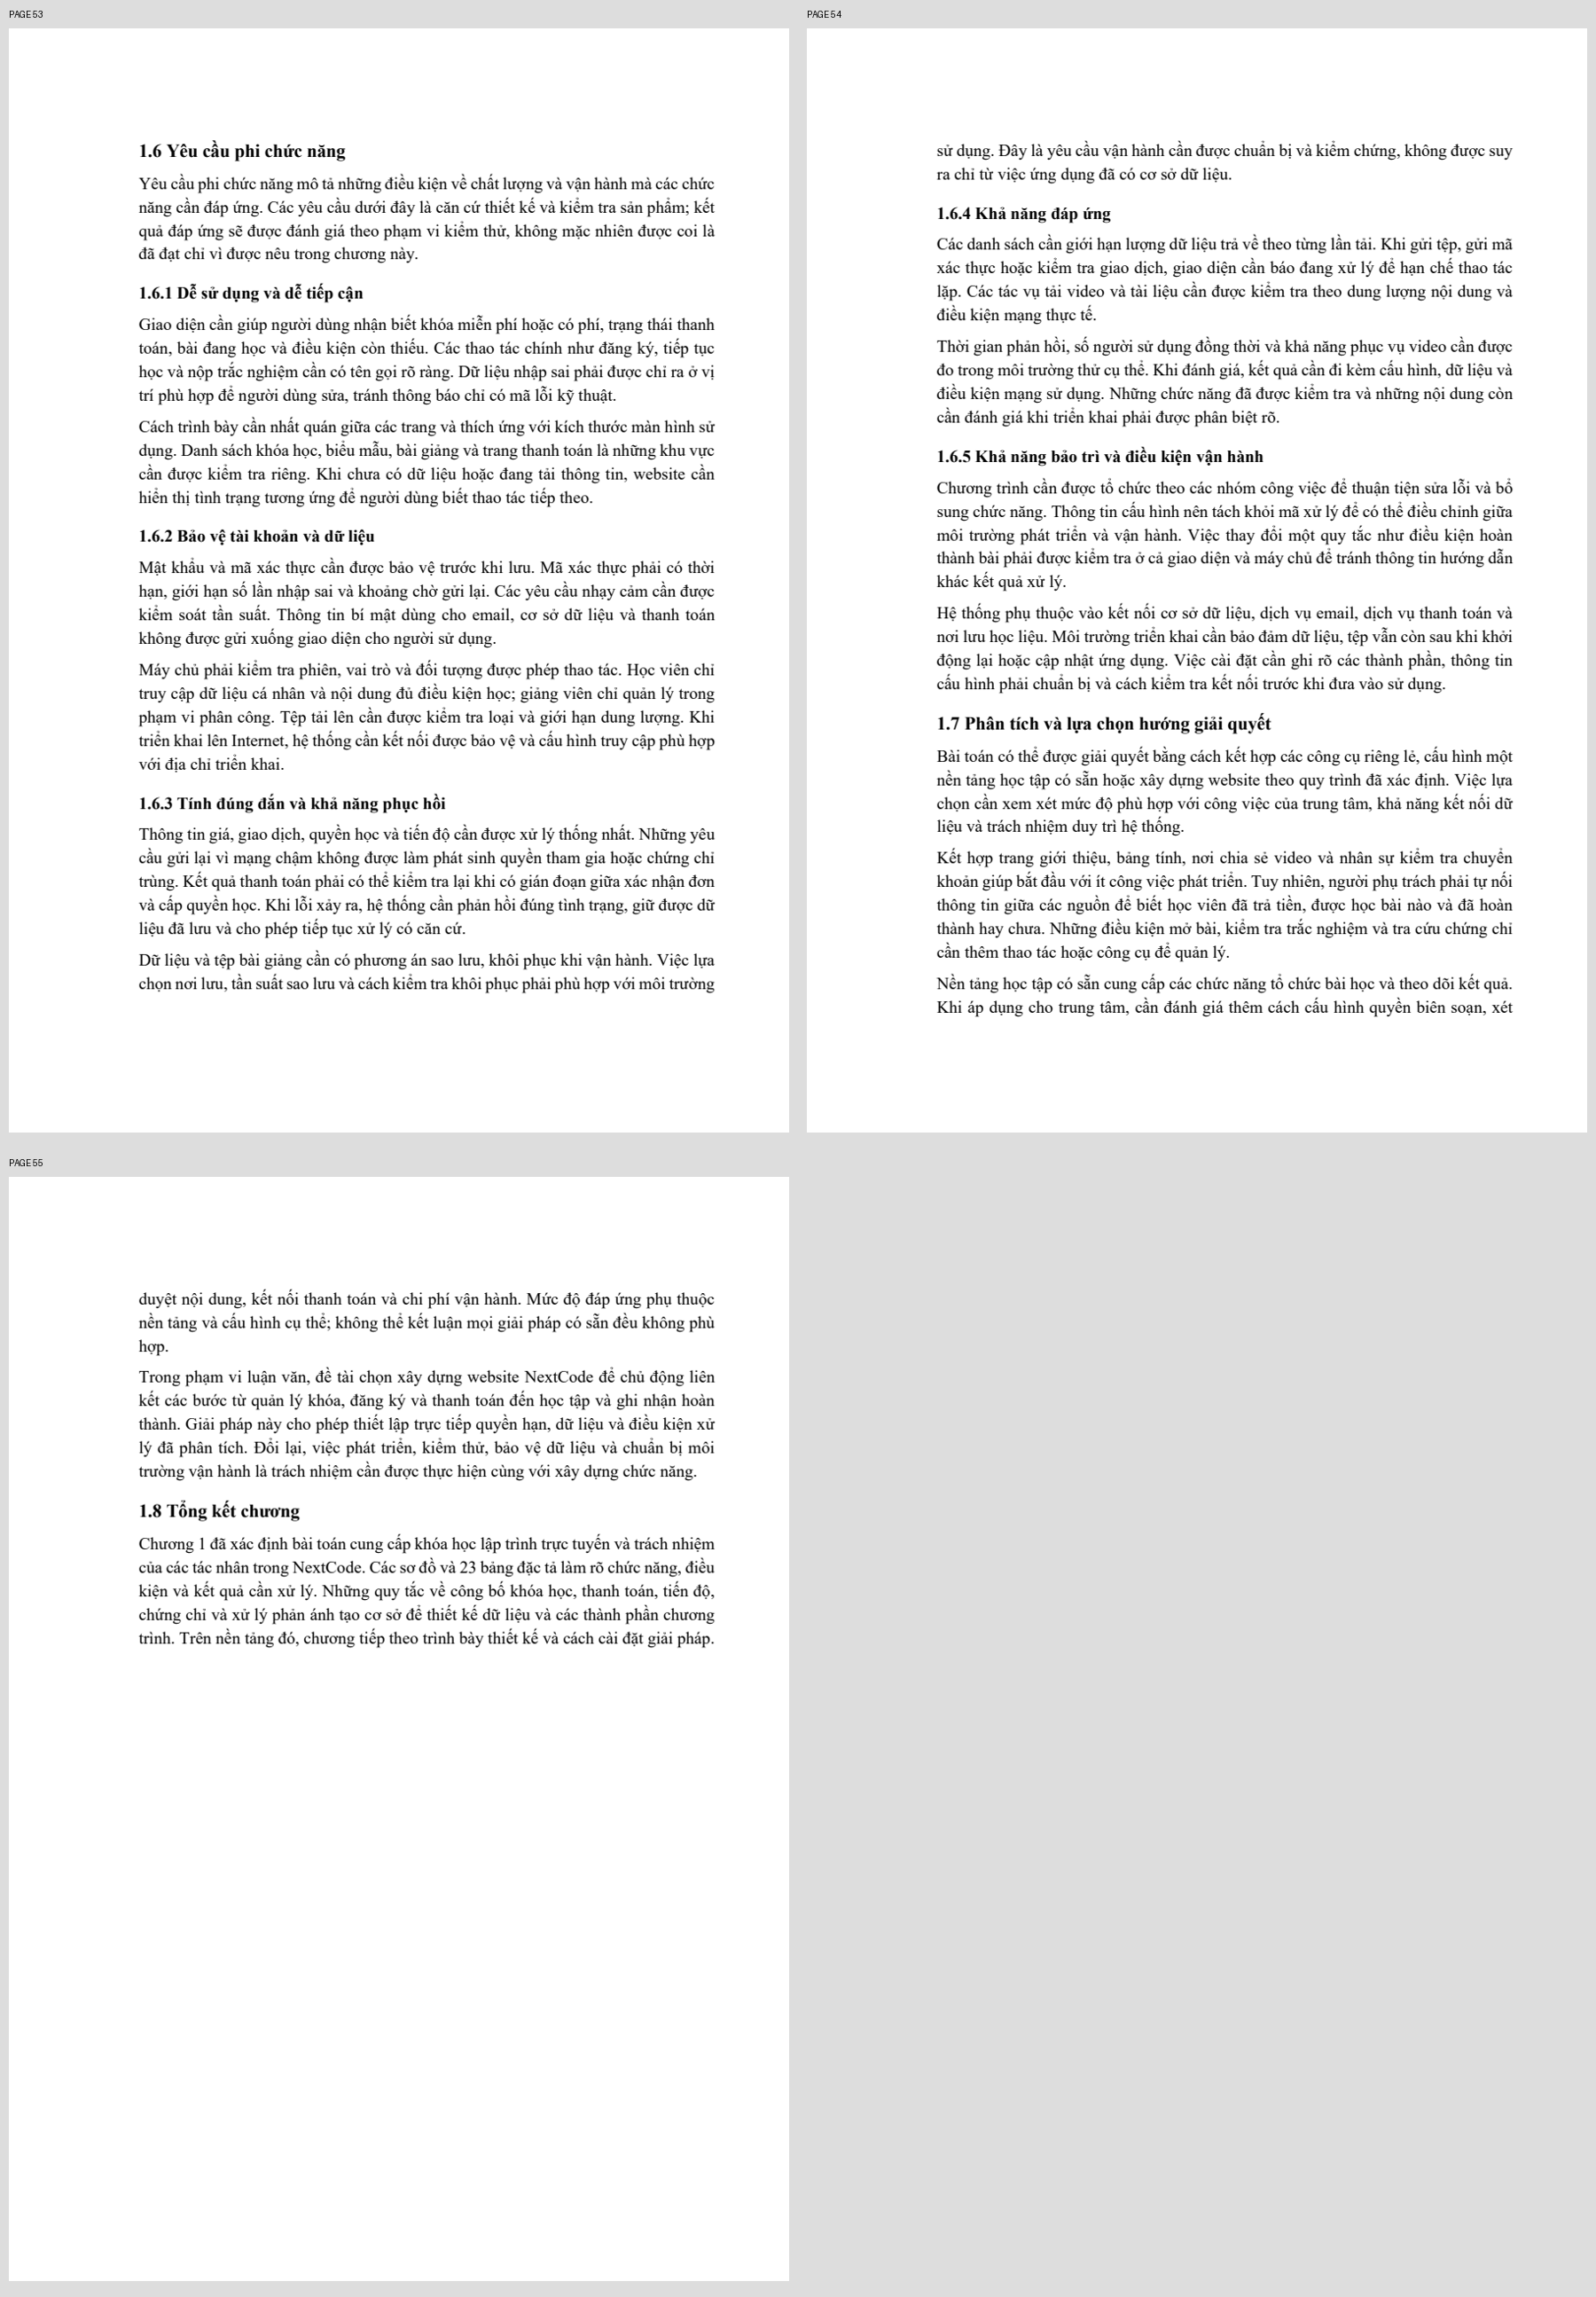 PAGE 53
1.6 Yêu cầu phi chức năng
Yêu cầu phi chức năng mô tả những điều kiện về chất lượng và vận hành mà các chức
năng cần đáp ứng. Các yêu cầu dưới đây là căn cứ thiết kế và kiểm tra sản phẩm; kết
quả đáp ứng sẽ được đánh giá theo phạm vi kiểm thử, không mặc nhiên được coi là
đã đạt chỉ vì được nêu trong chương này.
1.6.1 Dễ sử dụng và dễ tiếp cận
Giao diện cần giúp người dùng nhận biết khóa miễn phí hoặc có phí, trạng thái thanh
toán, bài đang học và điều kiện còn thiếu. Các thao tác chính như đăng ký, tiếp tục
học và nộp trắc nghiệm cần có tên gọi rõ ràng. Dữ liệu nhập sai phải được chỉ ra ở vị
trí phù hợp để người dùng sửa, tránh thông báo chỉ có mã lỗi kỹ thuật.
Cách trình bày cần nhất quán giữa các trang và thích ứng với kích thước màn hình sử
dụng. Danh sách khóa học, biểu mẫu, bài giảng và trang thanh toán là những khu vực
cần được kiểm tra riêng. Khi chưa có dữ liệu hoặc đang tải thông tin, website cần
hiển thị tình trạng tương ứng để người dùng biết thao tác tiếp theo.
1.6.2 Bảo vệ tài khoản và dữ liệu
Mật khẩu và mã xác thực cần được bảo vệ trước khi lưu. Mã xác thực phải có thời
hạn, giới hạn số lần nhập sai và khoảng chờ gửi lại. Các yêu cầu nhạy cảm cần được
kiểm soát tần suất. Thông tin bí mật dùng cho email, cơ sở dữ liệu và thanh toán
không được gửi xuống giao diện cho người sử dụng.
Máy chủ phải kiểm tra phiên, vai trò và đối tượng được phép thao tác. Học viên chỉ
truy cập dữ liệu cá nhân và nội dung đủ điều kiện học; giảng viên chỉ quản lý trong
phạm vi phân công. Tệp tải lên cần được kiểm tra loại và giới hạn dung lượng. Khi
triển khai lên Internet, hệ thống cần kết nối được bảo vệ và cấu hình truy cập phù hợp
với địa chỉ triển khai.
1.6.3 Tính đúng đắn và khả năng phục hồi
Thông tin giá, giao dịch, quyền học và tiến độ cần được xử lý thống nhất. Những yêu
cầu gửi lại vì mạng chậm không được làm phát sinh quyền tham gia hoặc chứng chỉ
trùng. Kết quả thanh toán phải có thể kiểm tra lại khi có gián đoạn giữa xác nhận đơn
và cấp quyền học. Khi lỗi xảy ra, hệ thống cần phản hồi đúng tình trạng, giữ được dữ
liệu đã lưu và cho phép tiếp tục xử lý có căn cứ.
Dữ liệu và tệp bài giảng cần có phương án sao lưu, khôi phục khi vận hành. Việc lựa
chọn nơi lưu, tần suất sao lưu và cách kiểm tra khôi phục phải phù hợp với môi trường
PAGE 54
sử dụng. Đây là yêu cầu vận hành cần được chuẩn bị và kiểm chứng, không được suy
ra chỉ từ việc ứng dụng đã có cơ sở dữ liệu.
1.6.4 Khả năng đáp ứng
Các danh sách cần giới hạn lượng dữ liệu trả về theo từng lần tải. Khi gửi tệp, gửi mã
xác thực hoặc kiểm tra giao dịch, giao diện cần báo đang xử lý để hạn chế thao tác
lặp. Các tác vụ tải video và tài liệu cần được kiểm tra theo dung lượng nội dung và
điều kiện mạng thực tế.
Thời gian phản hồi, số người sử dụng đồng thời và khả năng phục vụ video cần được
đo trong môi trường thử cụ thể. Khi đánh giá, kết quả cần đi kèm cấu hình, dữ liệu và
điều kiện mạng sử dụng. Những chức năng đã được kiểm tra và những nội dung còn
cần đánh giá khi triển khai phải được phân biệt rõ.
1.6.5 Khả năng bảo trì và điều kiện vận hành
Chương trình cần được tổ chức theo các nhóm công việc để thuận tiện sửa lỗi và bổ
sung chức năng. Thông tin cấu hình nên tách khỏi mã xử lý để có thể điều chỉnh giữa
môi trường phát triển và vận hành. Việc thay đổi một quy tắc như điều kiện hoàn
thành bài phải được kiểm tra ở cả giao diện và máy chủ để tránh thông tin hướng dẫn
khác kết quả xử lý.
Hệ thống phụ thuộc vào kết nối cơ sở dữ liệu, dịch vụ email, dịch vụ thanh toán và
nơi lưu học liệu. Môi trường triển khai cần bảo đảm dữ liệu, tệp vẫn còn sau khi khởi
động lại hoặc cập nhật ứng dụng. Việc cài đặt cần ghi rõ các thành phần, thông tin
cấu hình phải chuẩn bị và cách kiểm tra kết nối trước khi đưa vào sử dụng.
1.7 Phân tích và lựa chọn hướng giải quyết
Bài toán có thể được giải quyết bằng cách kết hợp các công cụ riêng lẻ, cấu hình một
nền tảng học tập có sẵn hoặc xây dựng website theo quy trình đã xác định. Việc lựa
chọn cần xem xét mức độ phù hợp với công việc của trung tâm, khả năng kết nối dữ
liệu và trách nhiệm duy trì hệ thống.
Kết hợp trang giới thiệu, bảng tính, nơi chia sẻ video và nhân sự kiểm tra chuyển
khoản giúp bắt đầu với ít công việc phát triển. Tuy nhiên, người phụ trách phải tự nối
thông tin giữa các nguồn để biết học viên đã trả tiền, được học bài nào và đã hoàn
thành hay chưa. Những điều kiện mở bài, kiểm tra trắc nghiệm và tra cứu chứng chỉ
cần thêm thao tác hoặc công cụ để quản lý.
Nền tảng học tập có sẵn cung cấp các chức năng tổ chức bài học và theo dõi kết quả.
Khi áp dụng cho trung tâm, cần đánh giá thêm cách cấu hình quyền biên soạn, xét
PAGE 55
duyệt nội dung, kết nối thanh toán và chi phí vận hành. Mức độ đáp ứng phụ thuộc
nền tảng và cấu hình cụ thể; không thể kết luận mọi giải pháp có sẵn đều không phù
hợp.
Trong phạm vi luận văn, đề tài chọn xây dựng website NextCode để chủ động liên
kết các bước từ quản lý khóa, đăng ký và thanh toán đến học tập và ghi nhận hoàn
thành. Giải pháp này cho phép thiết lập trực tiếp quyền hạn, dữ liệu và điều kiện xử
lý đã phân tích. Đổi lại, việc phát triển, kiểm thử, bảo vệ dữ liệu và chuẩn bị môi
trường vận hành là trách nhiệm cần được thực hiện cùng với xây dựng chức năng.
1.8 Tổng kết chương
Chương 1 đã xác định bài toán cung cấp khóa học lập trình trực tuyến và trách nhiệm
của các tác nhân trong NextCode. Các sơ đồ và 23 bảng đặc tả làm rõ chức năng, điều
kiện và kết quả cần xử lý. Những quy tắc về công bố khóa học, thanh toán, tiến độ,
chứng chỉ và xử lý phản ánh tạo cơ sở để thiết kế dữ liệu và các thành phần chương
trình. Trên nền tảng đó, chương tiếp theo trình bày thiết kế và cách cài đặt giải pháp.